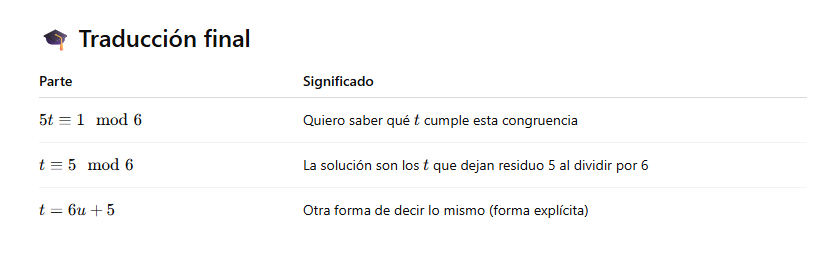 🎓 Traducción final
Parte Significado
5t ≡ 1 mod 6 Quiero saber qué t cumple esta congruencia
t ≡ 5 mod 6 La solución son los t que dejan residuo 5 al dividir por 6
t = 6u + 5 Otra forma de decir lo mismo (forma explícita)